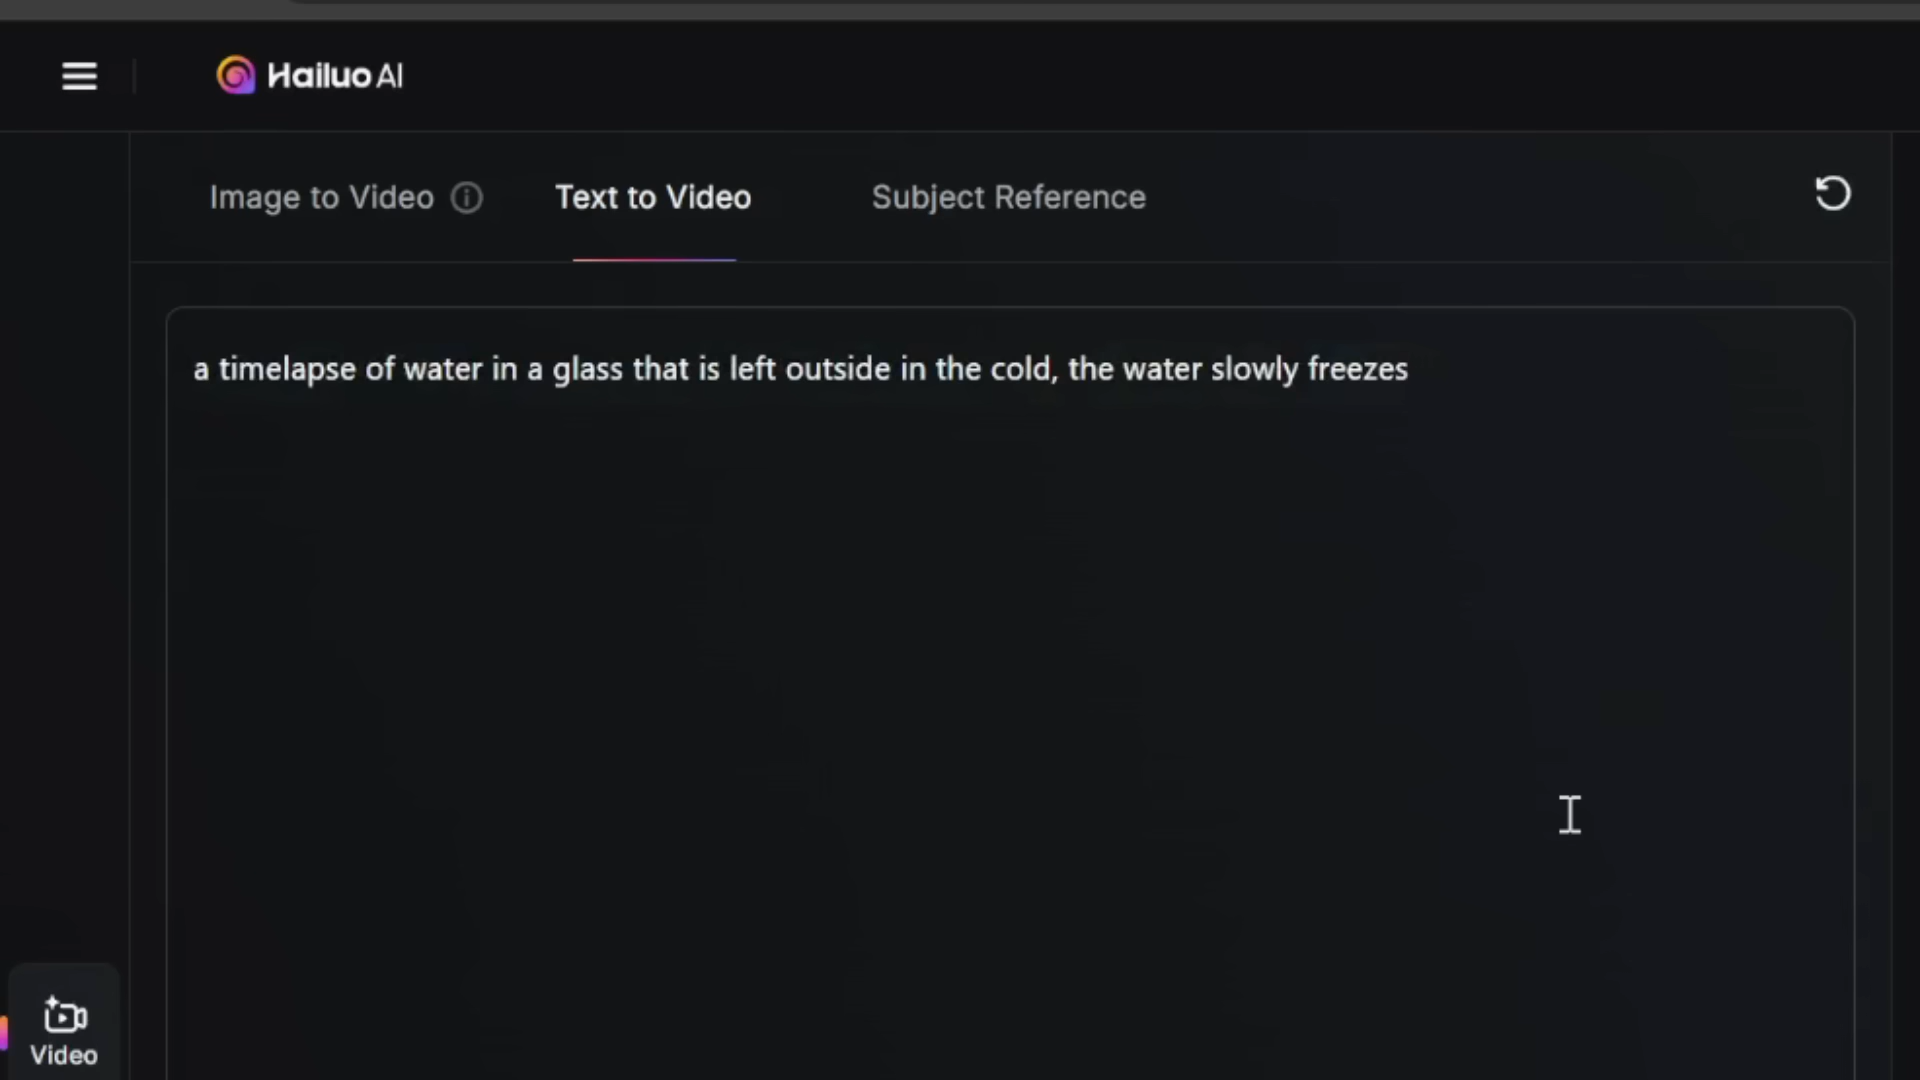 Hailuo AI
Image to Video Text to Video Subject Reference
a timelapse of water in a glass that is left outside in the cold, the water slowly freezes
Video